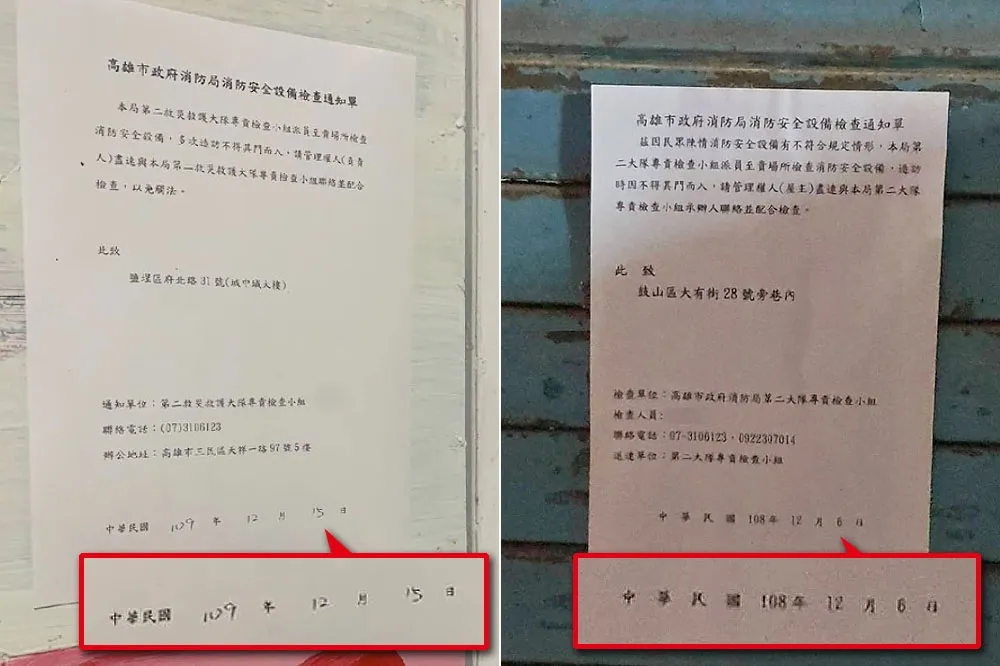 高雄市政府消防局消防安全設備檢查通知單
本局第二救災救護大隊專責檢查小組派員至貴場所檢查
消防安全設備，多次造訪不得其門而入，請管理權人(負責
人)盡速與本局第二救災救護大隊專責檢查小組聯絡並配合
檢查，以免觸法。
此致
鹽埕區府北路31號(城中城大樓)
通知單位：第二救災救護大隊專責檢查小組
聯絡電話：(07)3106123
辦公地址：高雄市三民區天祥一路97號5樓
中華民國 109 年 12 月 15 日
中華民國 109 年 12 月 15 日
高雄市政府消防局消防安全設備檢查通知單
茲因民眾陳情消防安全設備有不符合規定情形，本局第
二大隊專責檢查小組派員至貴場所檢查消防安全設備，造訪
時因不得其門而入，請管理權人(屋主)盡速與本局第二大隊
專責檢查小組承辦人聯絡並配合檢查。
此 致
鼓山區大有街28號旁巷內
檢查單位：高雄市政府消防局第二大隊專責檢查小組
檢查人員：
聯絡電話：07-3106123，0922307014
送達單位：第二大隊專責檢查小組
中 華 民 國 108年 12 月 6 日
中 華 民 國 108年 12 月 6 日